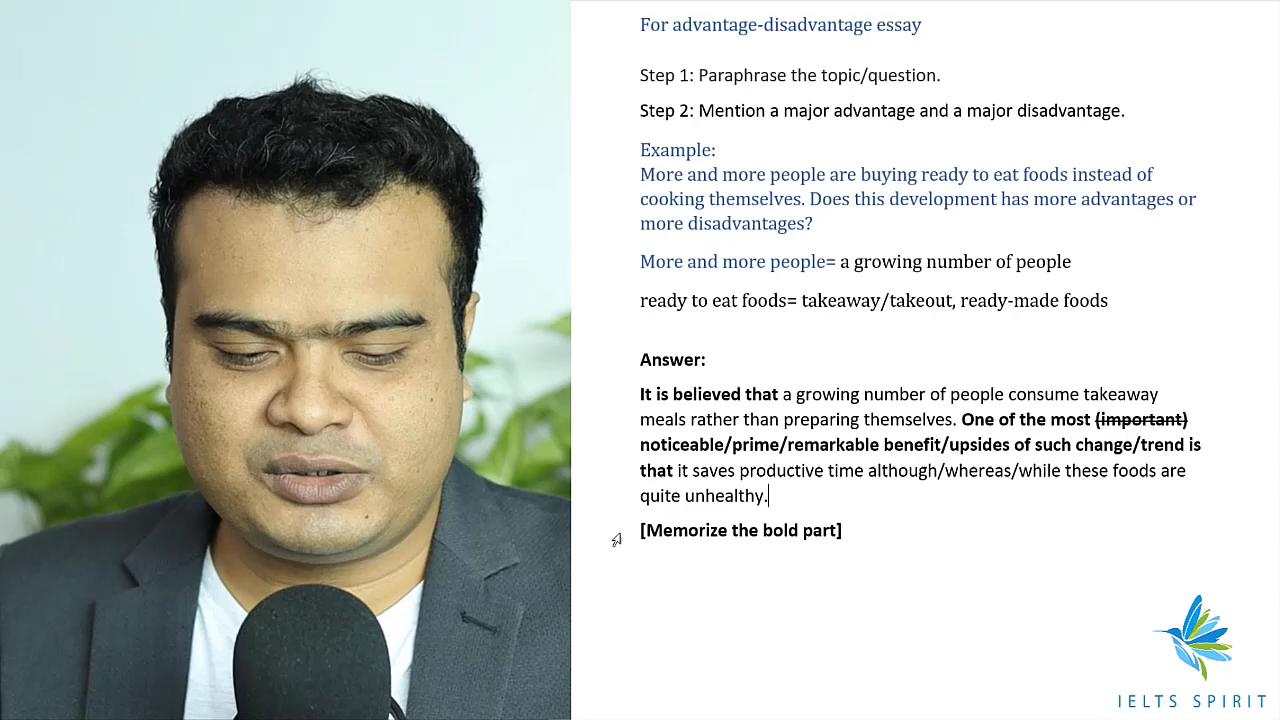 For advantage-disadvantage essay
Step 1: Paraphrase the topic/question.
Step 2: Mention a major advantage and a major disadvantage.
Example:
More and more people are buying ready to eat foods instead of
cooking themselves. Does this development has more advantages or
more disadvantages?
More and more people= a growing number of people
ready to eat foods= takeaway/takeout, ready-made foods
Answer:
It is believed that a growing number of people consume takeaway
meals rather than preparing themselves. One of the most (important)
noticeable/prime/remarkable benefit/upsides of such change/trend is
that it saves productive time although/whereas/while these foods are
quite unhealthy.
[Memorize the bold part]
IELTS SPIRIT